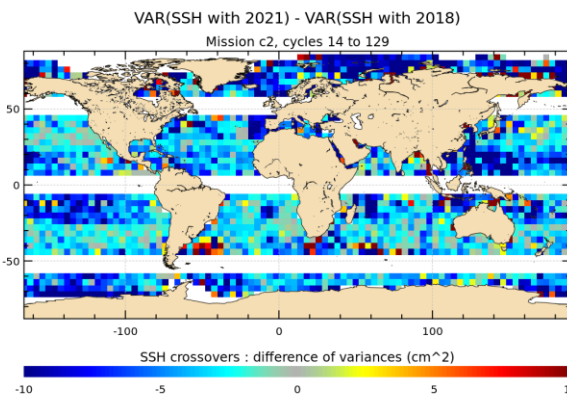 VAR(SSH with 2021) - VAR(SSH with 2018)
Mission c2, cycles 14 to 129
50
0
-50
-100 0 100
SSH crossovers : difference of variances (cm^2)
-10 -5 0 5 1